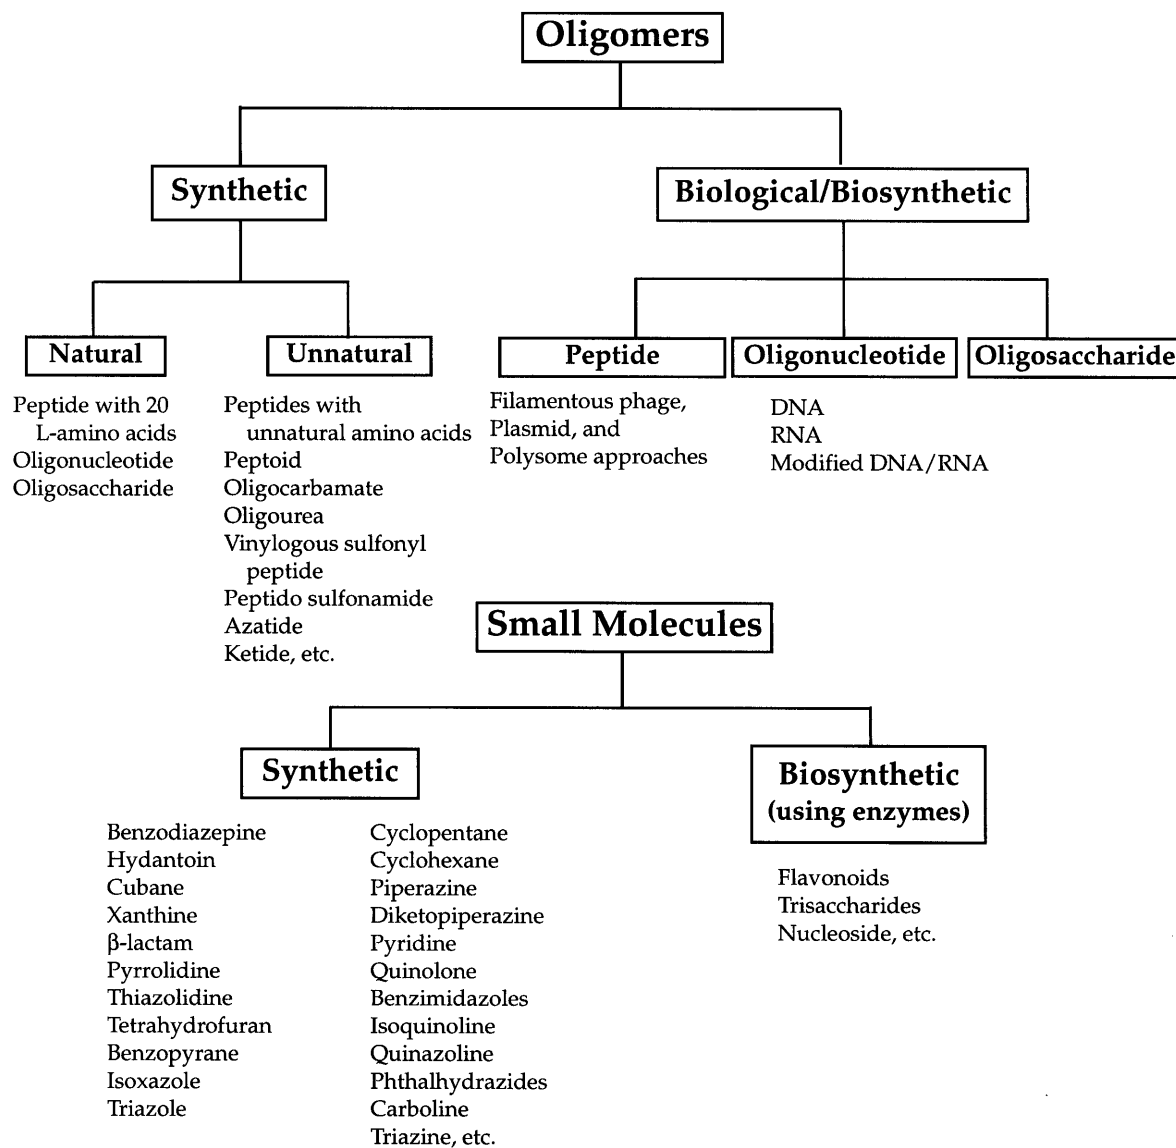 Oligomers
Synthetic
Biological/Biosynthetic
Natural
Unnatural
Peptide
Oligonucleotide
Oligosaccharide
Peptide with 20
L-amino acids
Oligonucleotide
Oligosaccharide
Peptides with
unnatural amino acids
Peptoid
Oligocarbamate
Oligourea
Vinylogous sulfonyl
peptide
Peptido sulfonamide
Azatide
Ketide, etc.
Filamentous phage,
Plasmid, and
Polysome approaches
DNA
RNA
Modified DNA/RNA
Small Molecules
Synthetic
Biosynthetic
(using enzymes)
Benzodiazepine
Hydantoin
Cubane
Xanthine
β-lactam
Pyrrolidine
Thiazolidine
Tetrahydrofuran
Benzopyrane
Isoxazole
Triazole
Cyclopentane
Cyclohexane
Piperazine
Diketopiperazine
Pyridine
Quinolone
Benzimidazoles
Isoquinoline
Quinazoline
Phthalhydrazides
Carboline
Triazine, etc.
Flavonoids
Trisaccharides
Nucleoside, etc.